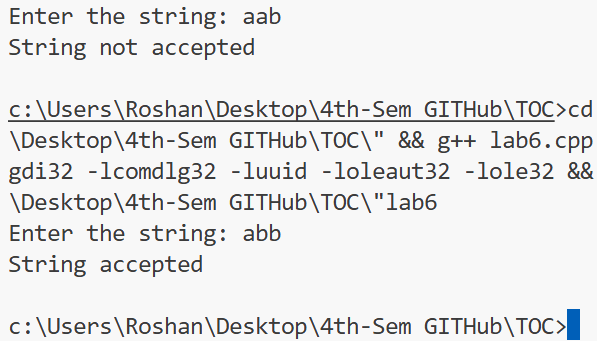 Enter the string: aab
String not accepted
c:\Users\Roshan\Desktop\4th-Sem GITHub\TOC>cd
\Desktop\4th-Sem GITHub\TOC\" && g++ lab6.cpp
gdi32 -lcomdlg32 -luuid -loleaut32 -lole32 &&
\Desktop\4th-Sem GITHub\TOC\"lab6
Enter the string: abb
String accepted
c:\Users\Roshan\Desktop\4th-Sem GITHub\TOC>